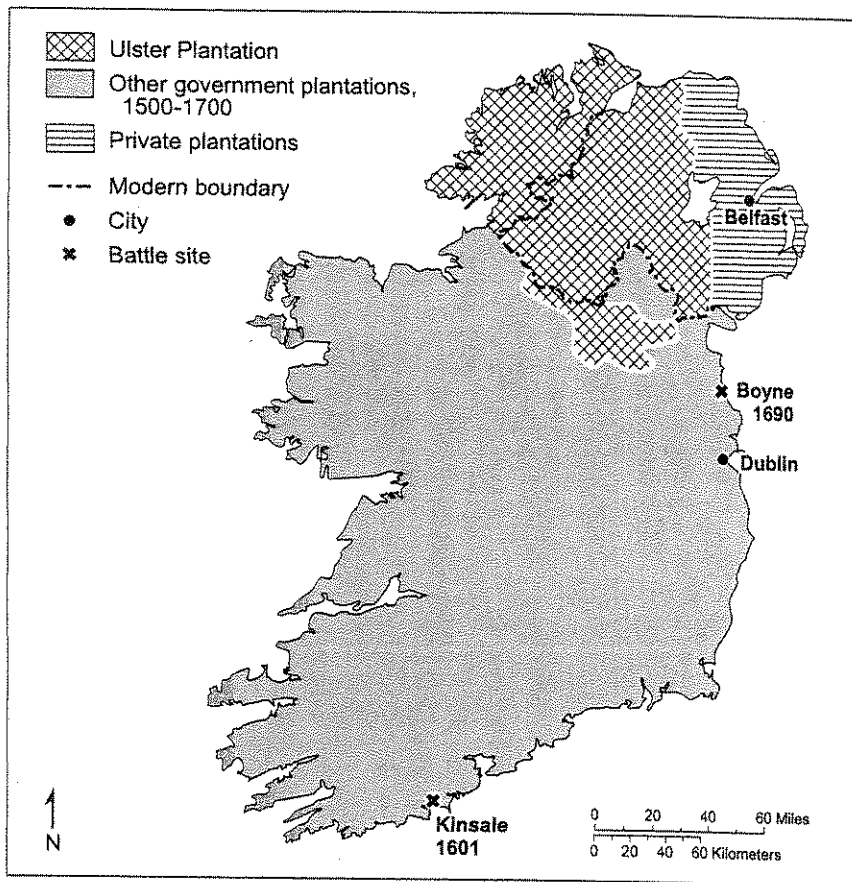 Ulster Plantation
Other government plantations,
1500-1700
Private plantations
Modern boundary
City
Battle site
Belfast
Boyne
1690
Dublin
Kinsale
1601
N
0 20 40 60 Miles
0 20 40 60 Kilometers